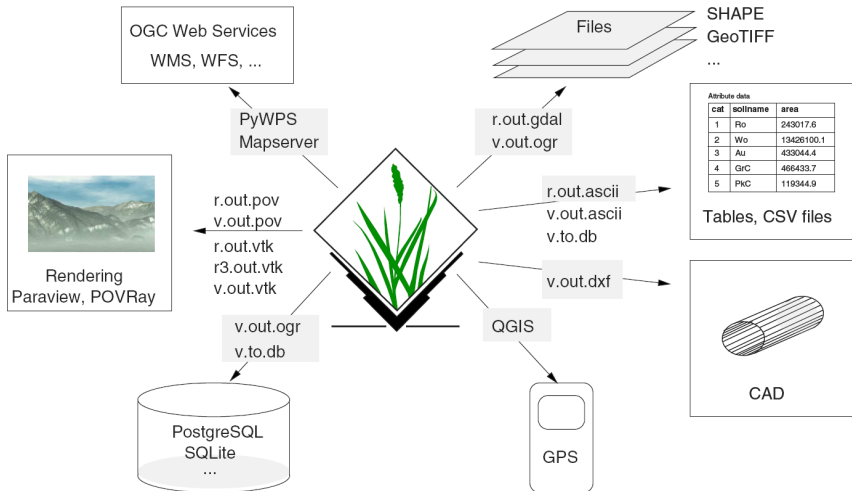 OGC Web Services
WMS, WFS, ...
PyWPS
Mapserver
Files
SHAPE
GeoTIFF
...
r.out.gdal
v.out.ogr
Attribute data
cat soilname area
1 Ro 243017.6
2 Wo 13426100.1
3 Au 433044.4
4 GrC 466433.7
5 PkC 119344.9
Tables, CSV files
r.out.ascii
v.out.ascii
v.to.db
r.out.pov
v.out.pov
r.out.vtk
r3.out.vtk
v.out.vtk
Rendering
Paraview, POVRay
v.out.dxf
CAD
v.out.ogr
v.to.db
QGIS
PostgreSQL
SQLite
...
GPS